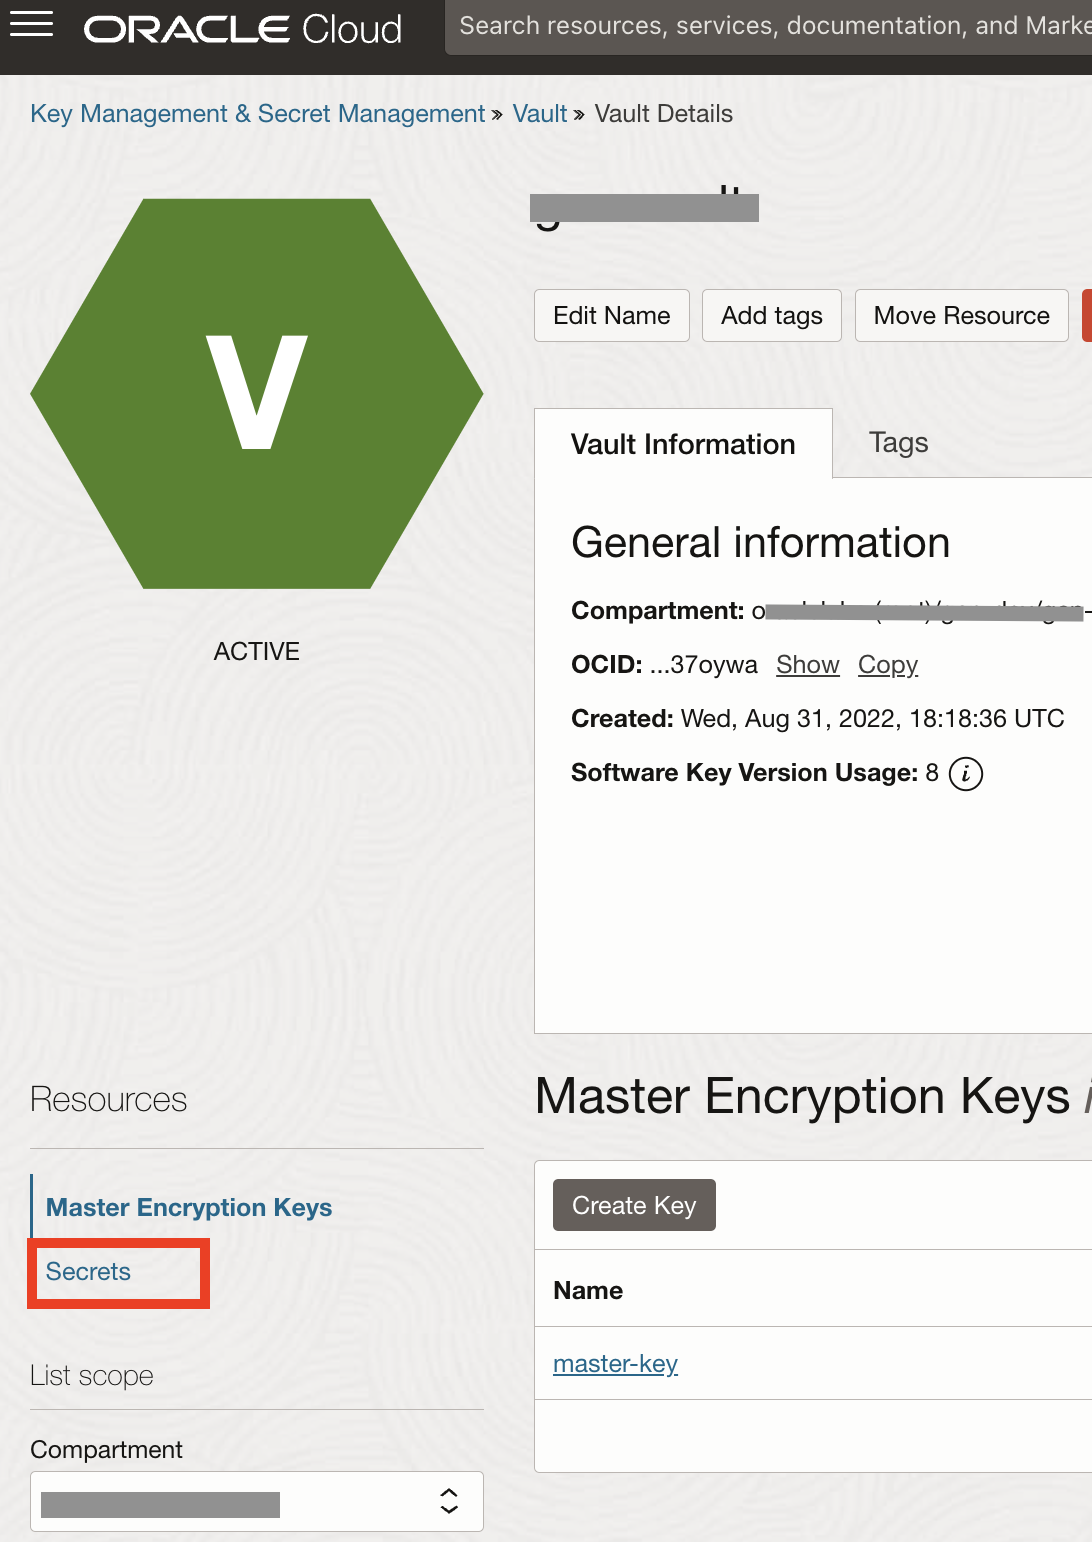 ORACLE Cloud
Search resources, services, documentation, and Marke
Key Management & Secret Management » Vault » Vault Details
V
ACTIVE
Edit Name
Add tags
Move Resource
Vault Information
Tags
General information
Compartment:
OCID: ...37oywa Show Copy
Created: Wed, Aug 31, 2022, 18:18:36 UTC
Software Key Version Usage: 8 i
Resources
Master Encryption Keys
Secrets
List scope
Compartment
Master Encryption Keys i
Create Key
Name
master-key